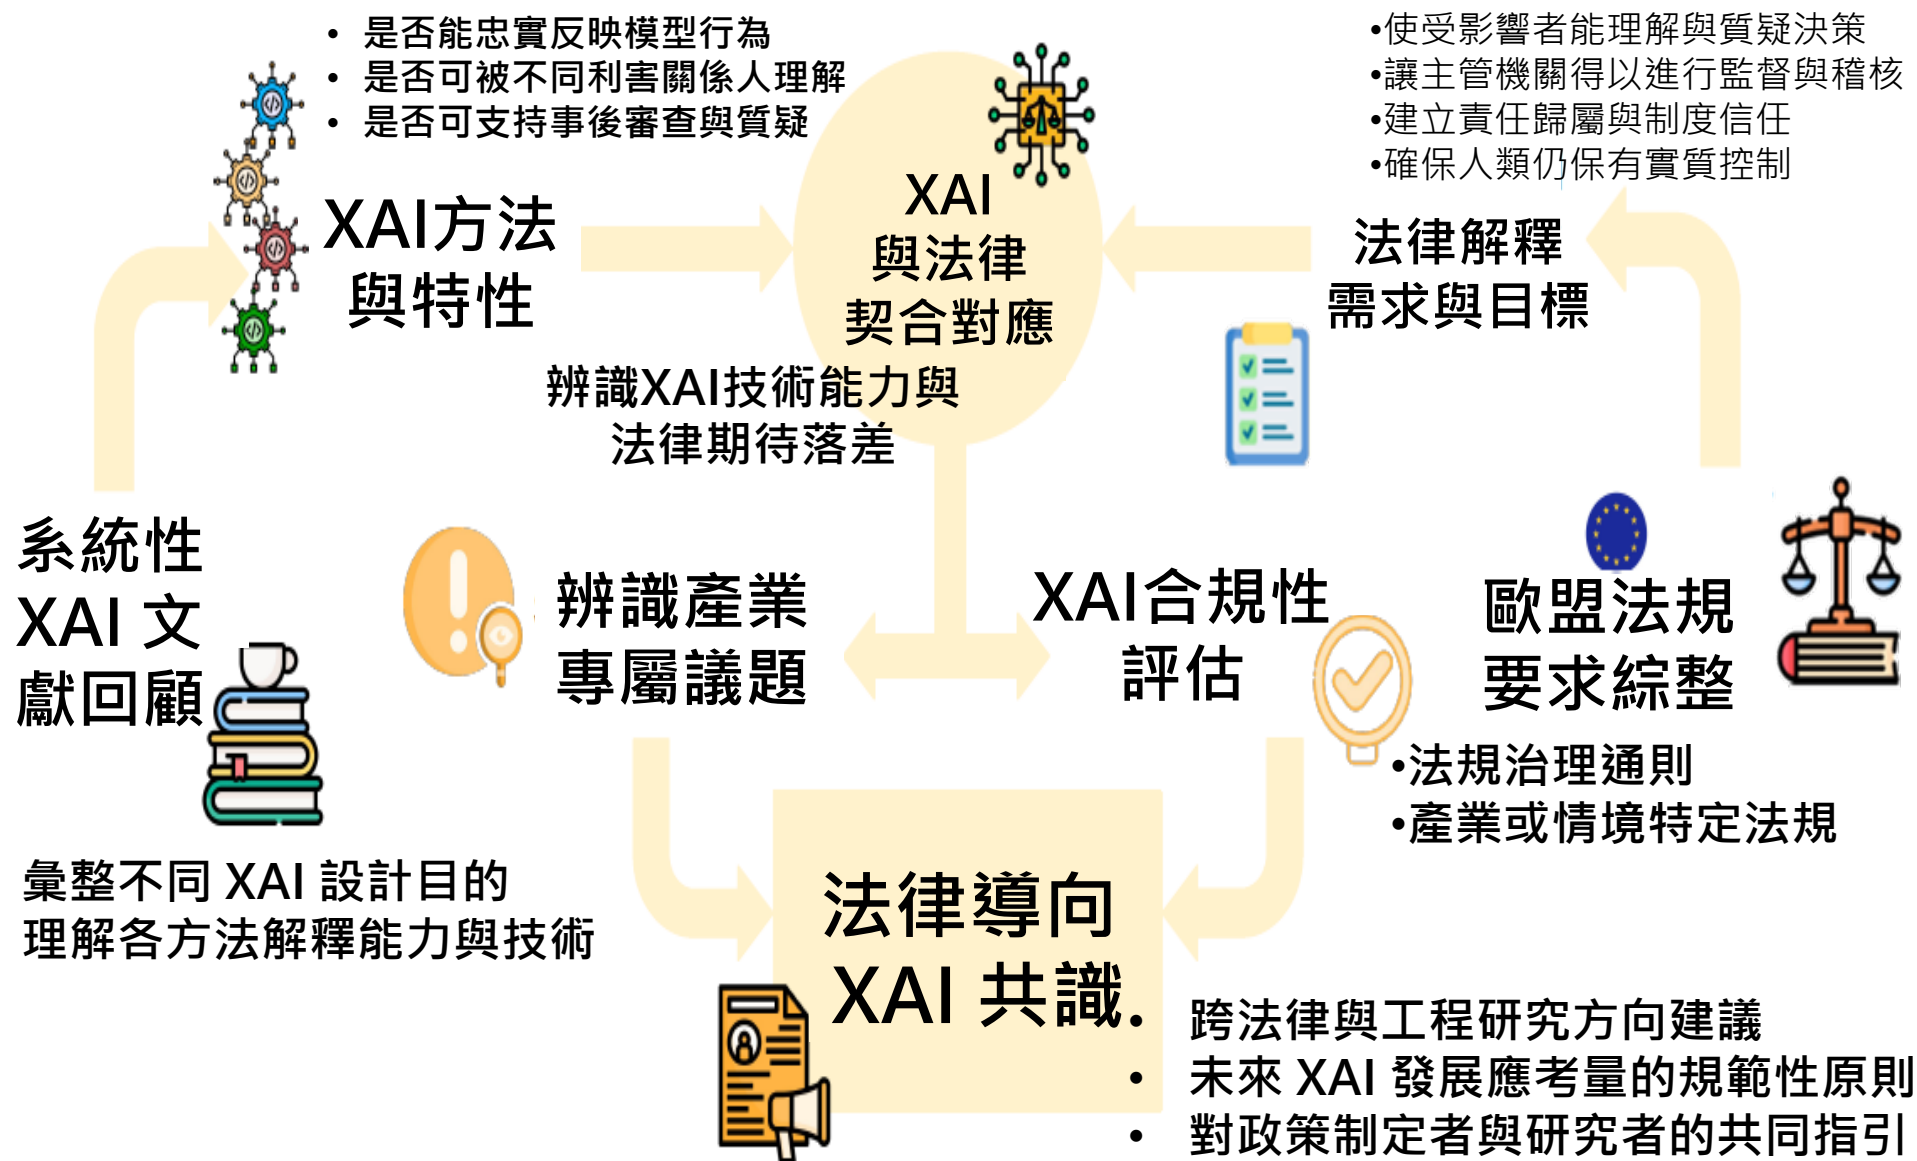 • 是否能忠實反映模型行為
• 是否可被不同利害關係人理解
• 是否可支持事後審查與質疑
•使受影響者能理解與質疑決策
•讓主管機關得以進行監督與稽核
•建立責任歸屬與制度信任
•確保人類仍保有實質控制
XAI方法
與特性
XAI
與法律
契合對應
法律解釋
需求與目標
辨識XAI技術能力與
法律期待落差
系統性
XAI 文
獻回顧
辨識產業
專屬議題
XAI合規性
評估
歐盟法規
要求綜整
•法規治理通則
•產業或情境特定法規
彙整不同 XAI 設計目的
理解各方法解釋能力與技術
法律導向
XAI 共識
• 跨法律與工程研究方向建議
• 未來 XAI 發展應考量的規範性原則
• 對政策制定者與研究者的共同指引